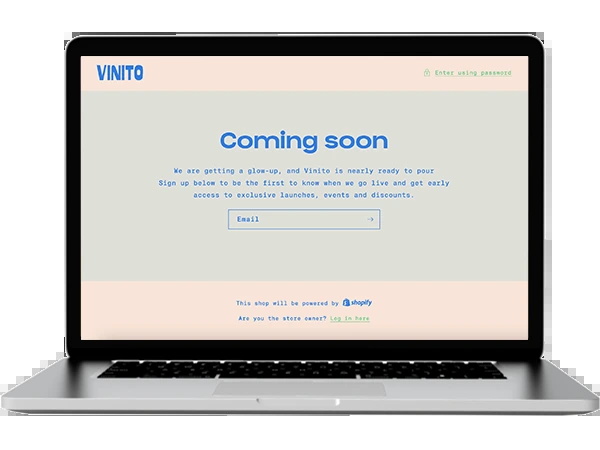 VINITO
Enter using password
Coming soon
We are getting a glow-up, and Vinito is nearly ready to pour
Sign up below to be the first to know when we go live and get early
access to exclusive launches, events and discounts.
Email →
This shop will be powered by shopify
Are you the store owner? Log in here